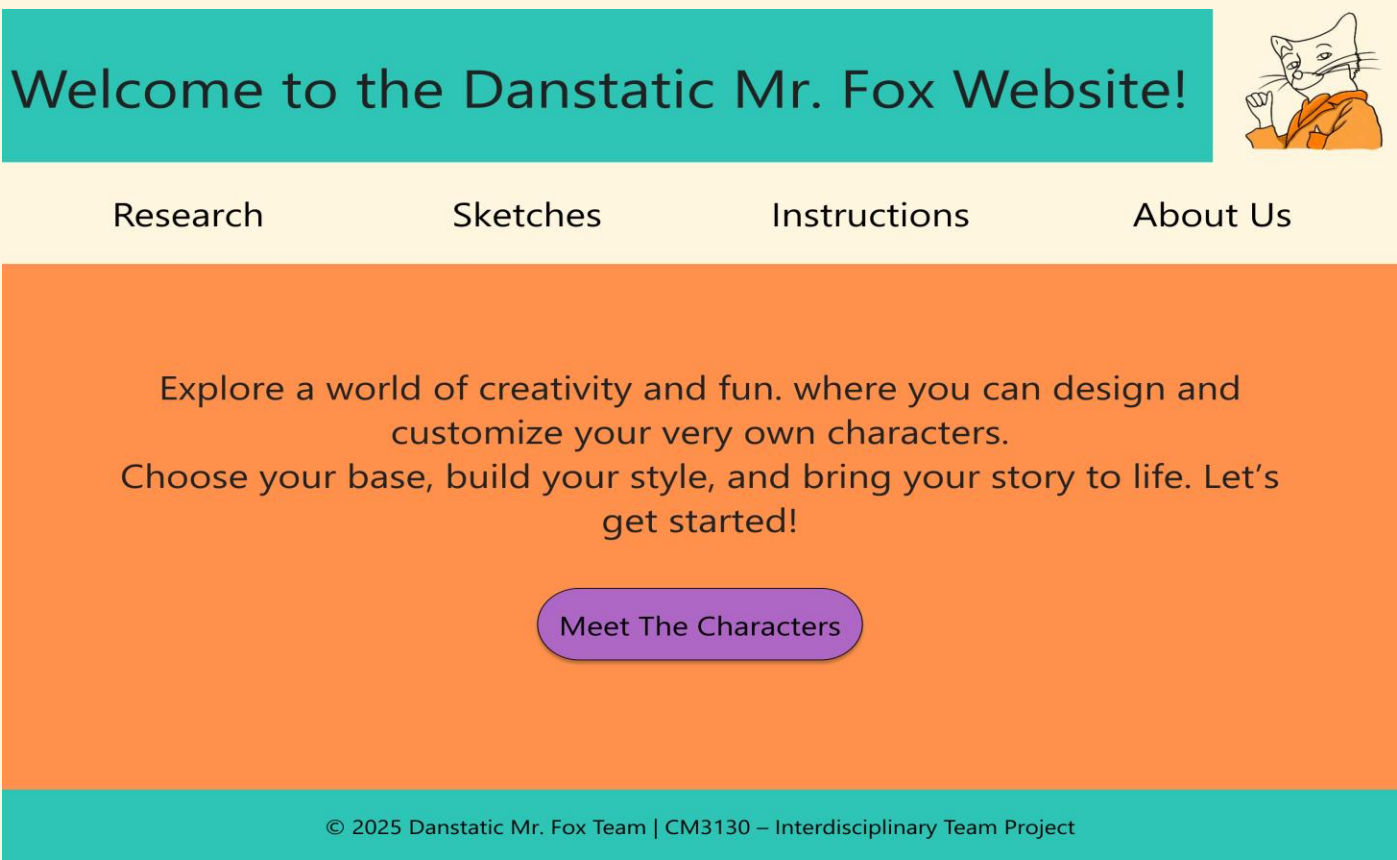 Welcome to the Danstatic Mr. Fox Website!
Research Sketches Instructions About Us
Explore a world of creativity and fun. where you can design and
customize your very own characters.
Choose your base, build your style, and bring your story to life. Let’s
get started!
Meet The Characters
© 2025 Danstatic Mr. Fox Team | CM3130 – Interdisciplinary Team Project